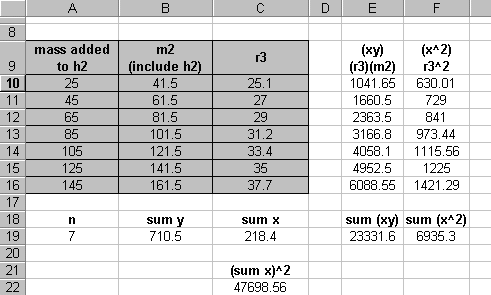 A B C D E F
8
mass added m2 (xy) (x^2)
9 to h2 (include h2) r3 (r3)(m2) r3^2
10 25 41.5 25.1 1041.65 630.01
11 45 61.5 27 1660.5 729
12 65 81.5 29 2363.5 841
13 85 101.5 31.2 3166.8 973.44
14 105 121.5 33.4 4058.1 1115.56
15 125 141.5 35 4952.5 1225
16 145 161.5 37.7 6088.55 1421.29
17
18 n sum y sum x sum (xy) sum (x^2)
19 7 710.5 218.4 23331.6 6935.3
20
21 (sum x)^2
22 47698.56